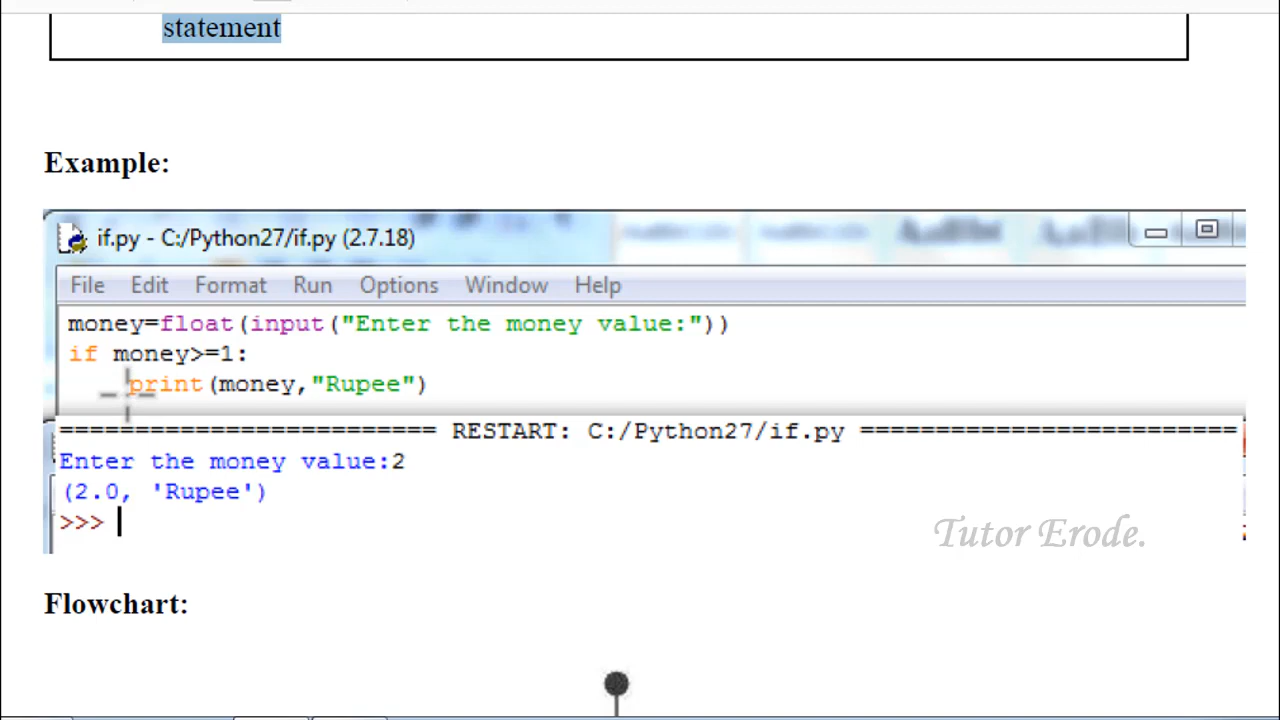 statement
Example:
if.py - C:/Python27/if.py (2.7.18)
File Edit Format Run Options Window Help
money=float(input("Enter the money value:"))
if money>=1:
    print(money,"Rupee")
========================= RESTART: C:/Python27/if.py =========================
Enter the money value:2
(2.0, 'Rupee')
>>>
Tutor Erode.
Flowchart: